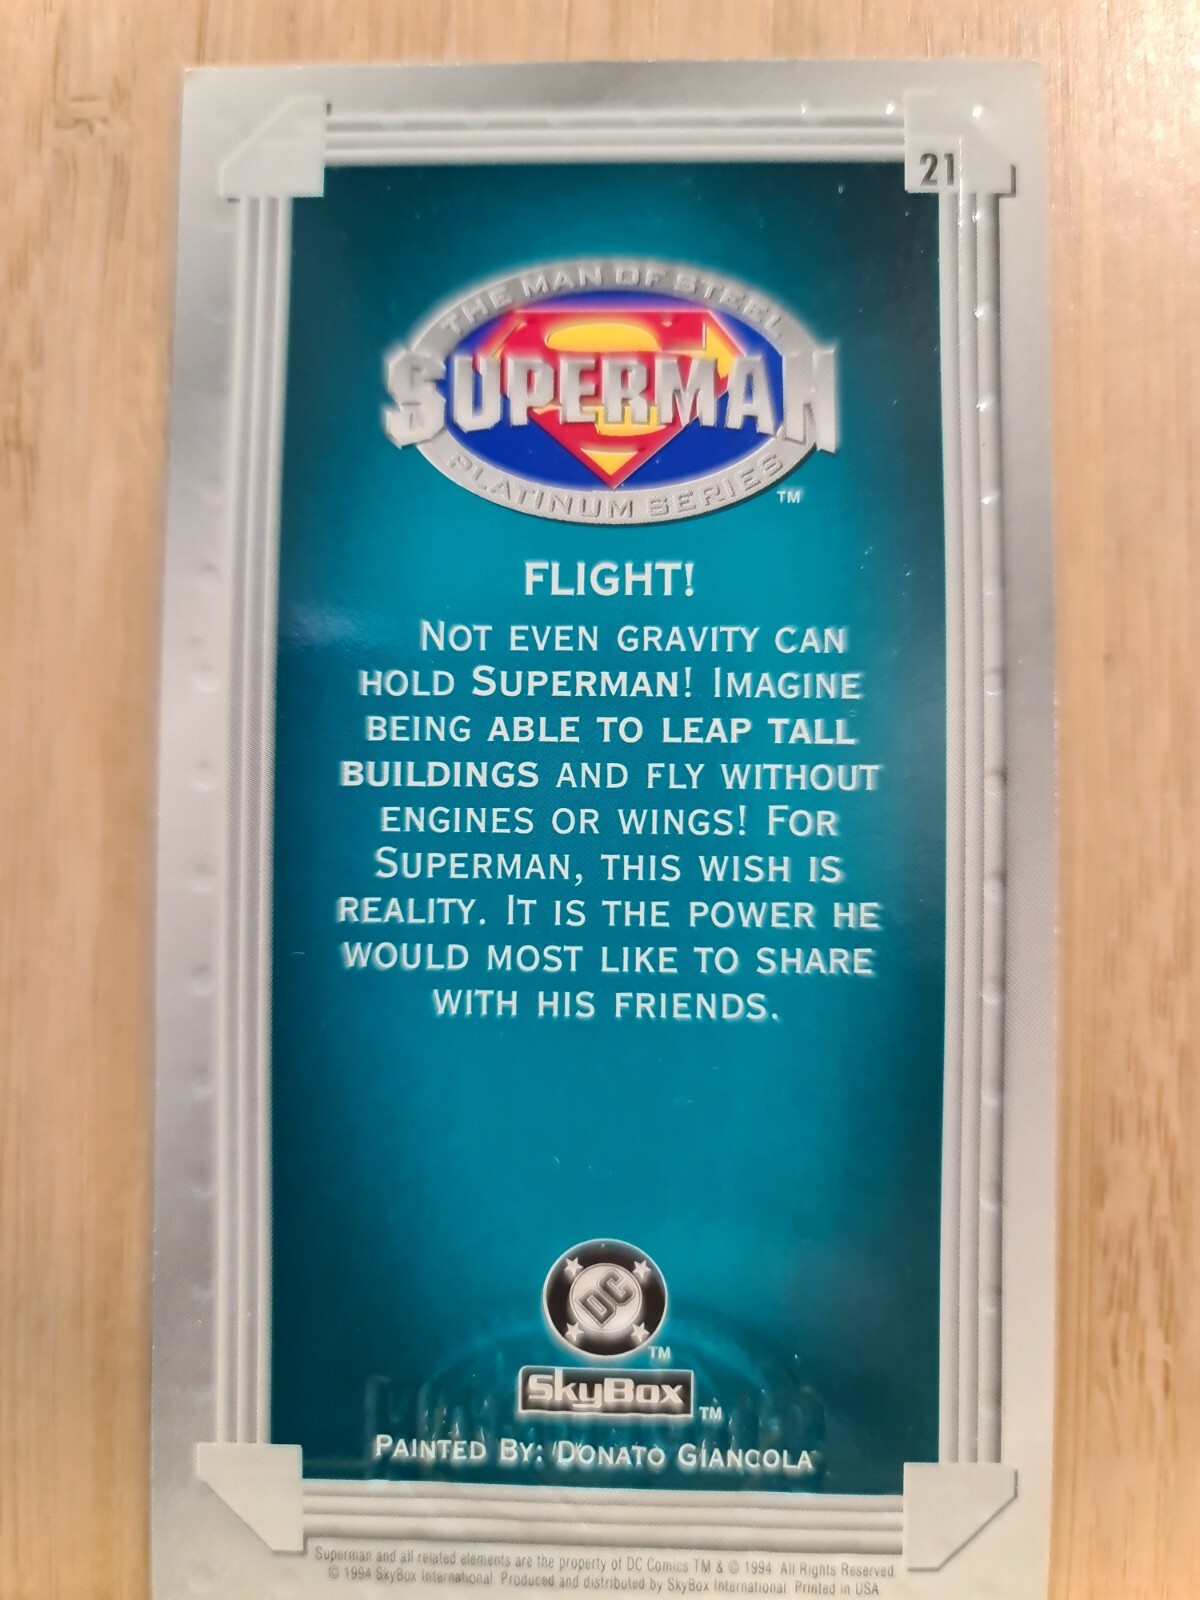 21
THE MAN OF STEEL
SUPERMAN
PLATINUM SERIES
TM
FLIGHT!
NOT EVEN GRAVITY CAN
HOLD SUPERMAN! IMAGINE
BEING ABLE TO LEAP TALL
BUILDINGS AND FLY WITHOUT
ENGINES OR WINGS! FOR
SUPERMAN, THIS WISH IS
REALITY. IT IS THE POWER HE
WOULD MOST LIKE TO SHARE
WITH HIS FRIENDS.
DC
TM
SkyBox
TM
PAINTED BY: DONATO GIANCOLA
Superman and all related elements are the property of DC Comics TM & © 1994. All Rights Reserved.
© 1994 SkyBox International. Produced and distributed by SkyBox International. Printed in USA.